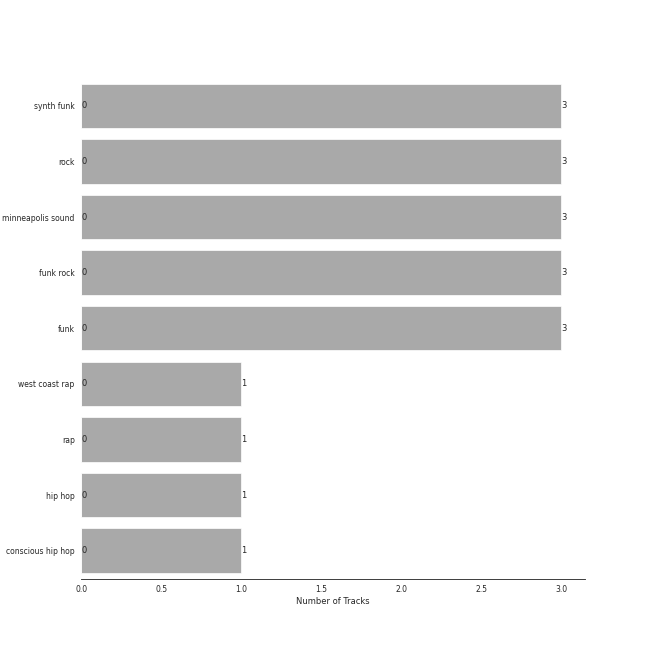 synth funk 0 3
rock 0 3
minneapolis sound 0 3
funk rock 0 3
funk 0 3
west coast rap 0 1
rap 0 1
hip hop 0 1
conscious hip hop 0 1
0.0 0.5 1.0 1.5 2.0 2.5 3.0
Number of Tracks